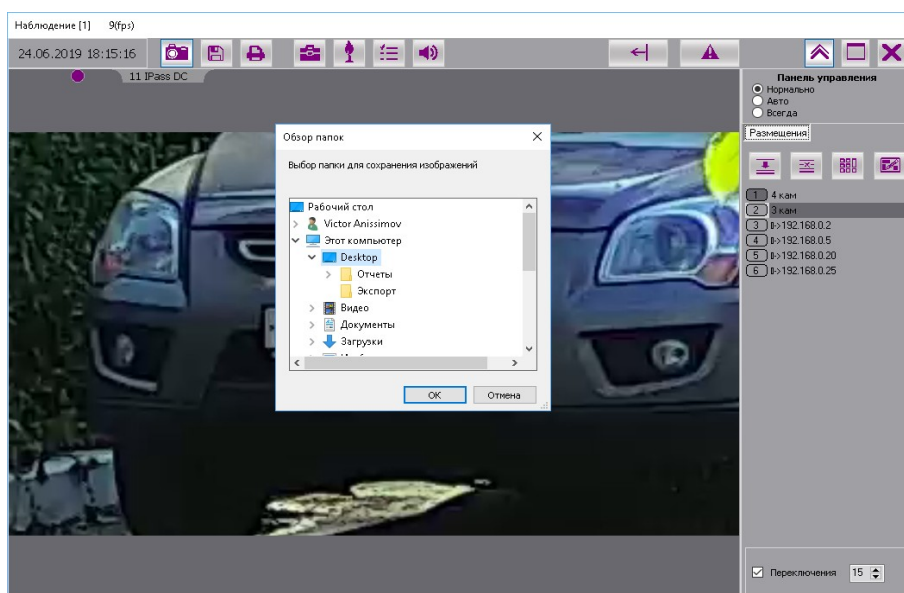 Наблюдение [1] 9(fps)
24.06.2019 18:15:16
11 IPass DC
Обзор папок
Выбор папки для сохранения изображений
Рабочий стол
Victor Anissimov
Этот компьютер
Desktop
Отчеты
Экспорт
Видео
Документы
Загрузки
OK Отмена
Панель управления
Нормально
Авто
Всегда
Размещения
1 4 кам
2 3 кам
3 ||->192.168.0.2
4 ||->192.168.0.5
5 ||->192.168.0.20
6 ||->192.168.0.25
Переключения 15